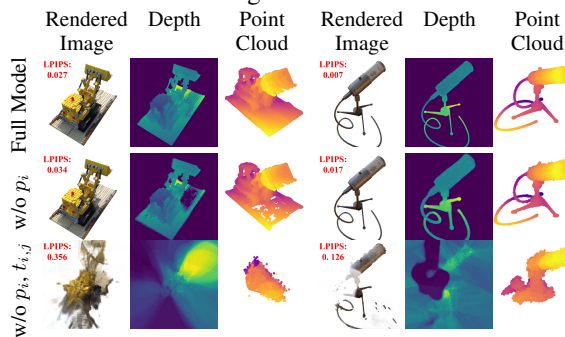 Rendered Image Depth Point Cloud Rendered Image Depth Point Cloud
Full Model
LPIPS: 0.027
LPIPS: 0.007
w/o p_i
LPIPS: 0.034
LPIPS: 0.017
w/o p_i, t_{i,j}
LPIPS: 0.356
LPIPS: 0. 126